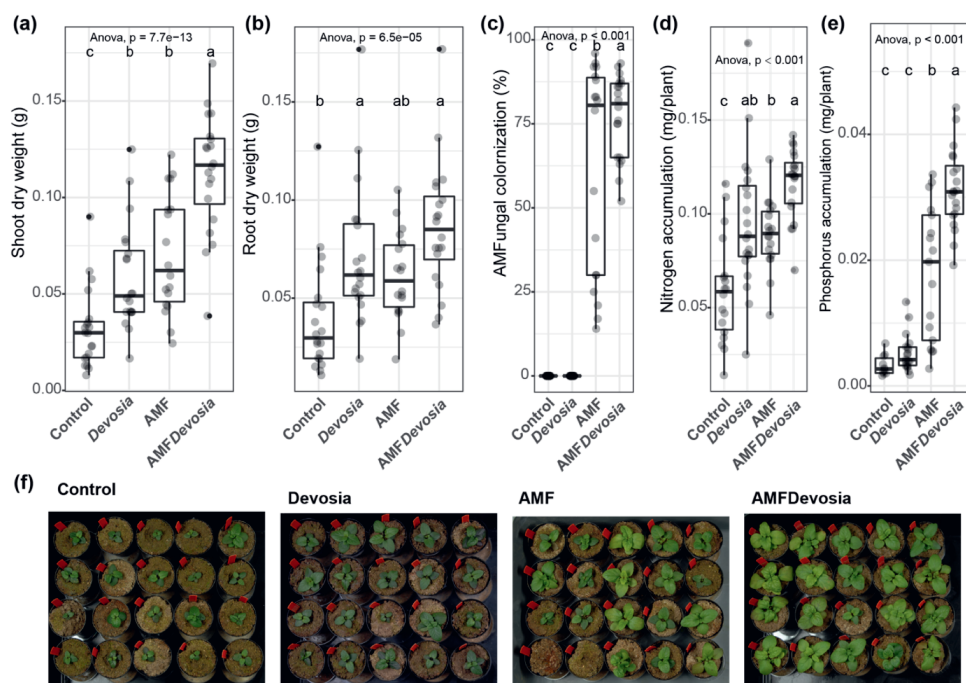 (a)
Shoot dry weight (g)
Anova, p = 7.7e−13
c b b a
0.15
0.10
0.05
0.00
Control
Devosia
AMF
AMFDevosia
(b)
Root dry weight (g)
Anova, p = 6.5e−05
b a ab a
0.15
0.10
0.05
Control
Devosia
AMF
AMFDevosia
(c)
AMFungal colornization (%)
Anova, p < 0.001
c c b a
100
75
50
25
0
Control
Devosia
AMF
AMFDevosia
(d)
Nitrogen accumulation (mg/plant)
Anova, p < 0.001
c ab b a
0.15
0.10
0.05
Control
Devosia
AMF
AMFDevosia
(e)
Phosphorus accumulation (mg/plant)
Anova, p < 0.001
c c b a
0.04
0.02
0.00
Control
Devosia
AMF
AMFDevosia
(f)
Control
Devosia
AMF
AMFDevosia